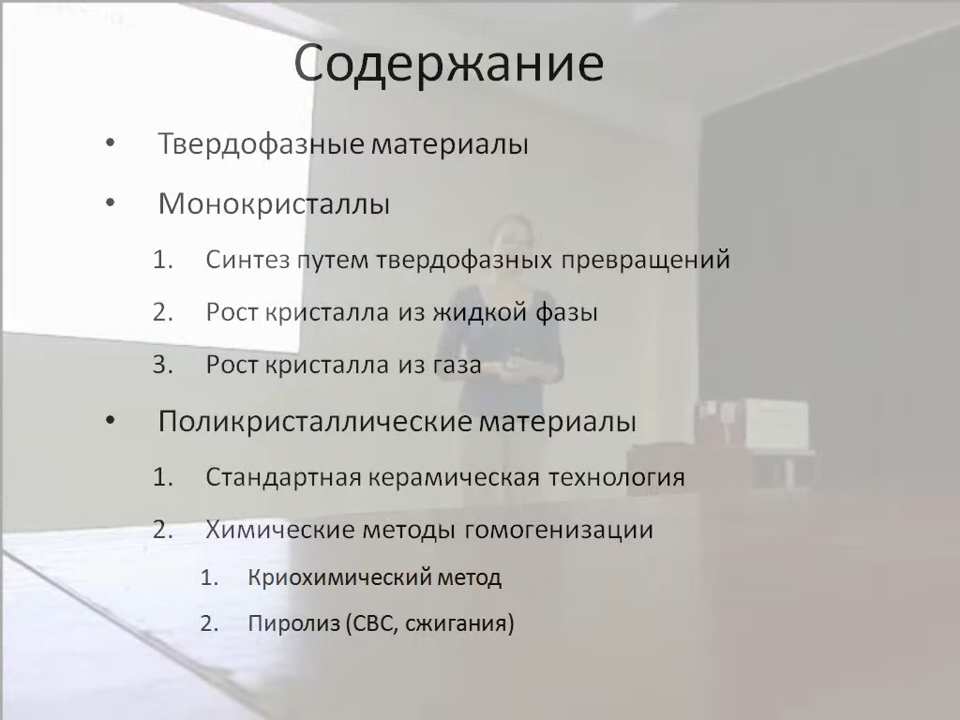 Содержание
• Твердофазные материалы
• Монокристаллы
1. Синтез путем твердофазных превращений
2. Рост кристалла из жидкой фазы
3. Рост кристалла из газа
• Поликристаллические материалы
1. Стандартная керамическая технология
2. Химические методы гомогенизации
1. Криохимический метод
2. Пиролиз (СВС, сжигания)